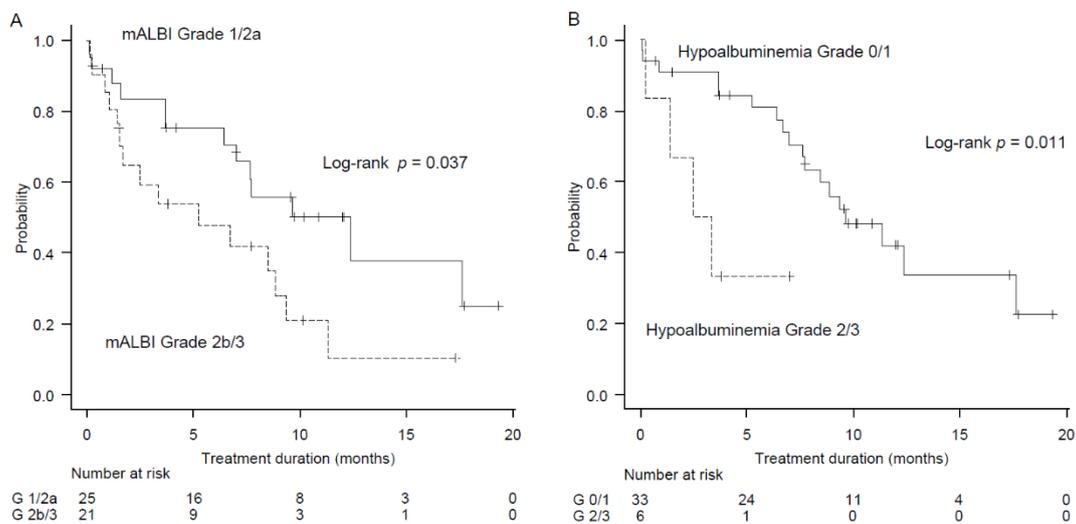 A
mALBI Grade 1/2a
Log-rank p = 0.037
mALBI Grade 2b/3
Probability
1.0
0.8
0.6
0.4
0.2
0.0
0 5 10 15 20
Treatment duration (months)
Number at risk
G 1/2a 25 16 8 3 0
G 2b/3 21 9 3 1 0
B
Hypoalbuminemia Grade 0/1
Log-rank p = 0.011
Hypoalbuminemia Grade 2/3
Probability
1.0
0.8
0.6
0.4
0.2
0.0
0 5 10 15 20
Treatment duration (months)
Number at risk
G 0/1 33 24 11 4 0
G 2/3 6 1 0 0 0